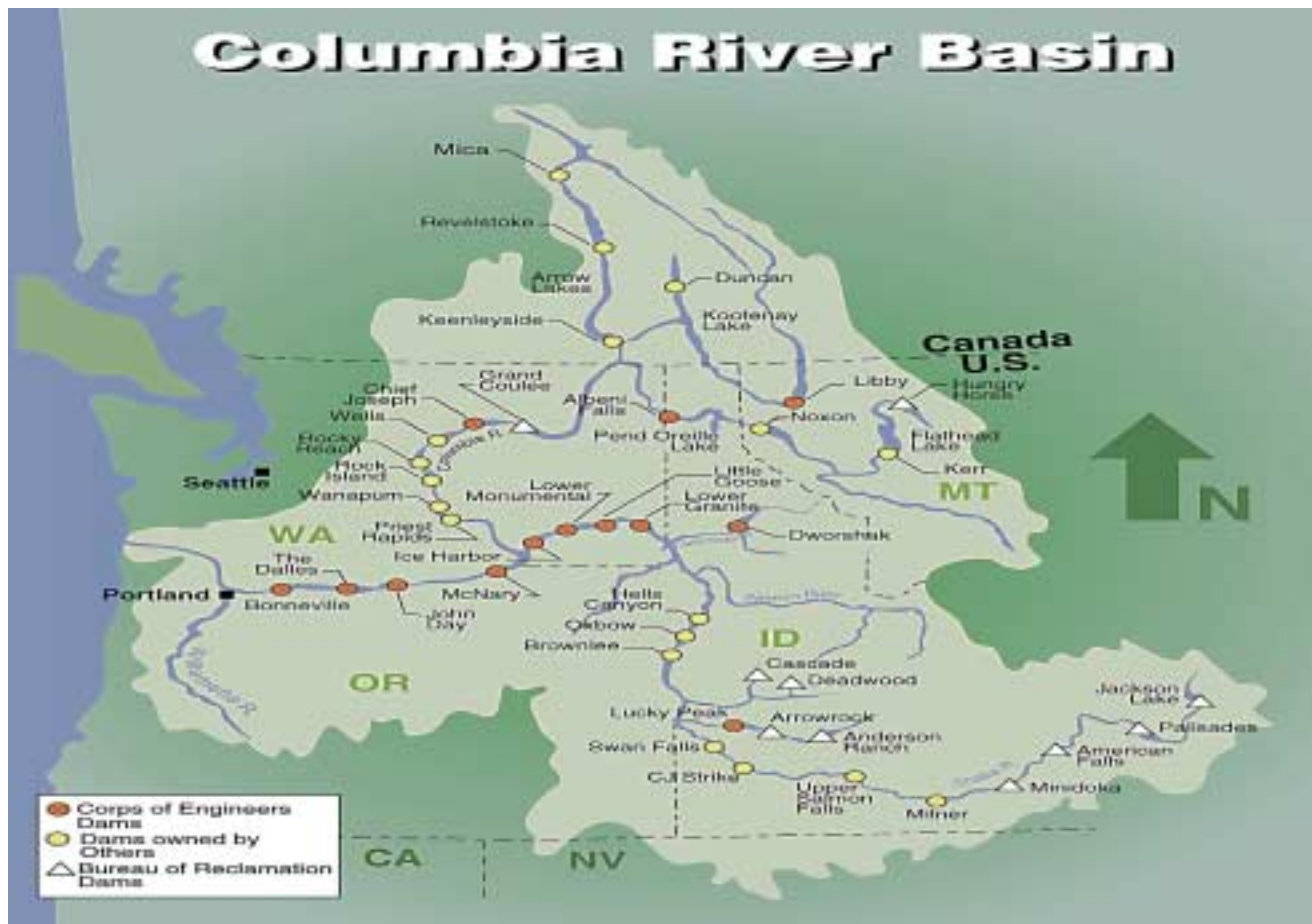 Columbia River Basin
Mica
Revelstoke
Arrow
Lakes
Duncan
Keenleyside
Kootenay
Lake
Canada
U.S.
Grand
Coulee
Chief
Joseph
Albeni
Falls
Libby
Hungry
Horse
Wells
Noxon
Rocky
Reach
Columbia R.
Pend Oreille
Lake
Flathead
Lake
Rock
Island
Kerr
Seattle
Little
Goose
Lower
Monumental
Lower
Granite
Wanapum
MT
N
WA
Priest
Rapids
Dworshak
Ice Harbor
The
Dalles
Portland
Bonneville
McNary
John
Day
Hells
Canyon
Oxbow
Brownlee
ID
Cascade
Deadwood
OR
Jackson
Lake
Lucky Peak
Arrowrock
Palisades
Anderson
Ranch
Swan Falls
American
Falls
CJ Strike
Upper
Salmon
Falls
Snake R.
Minidoka
Milner
Corps of Engineers
Dams
Dams owned by
Others
Bureau of Reclamation
Dams
CA
NV